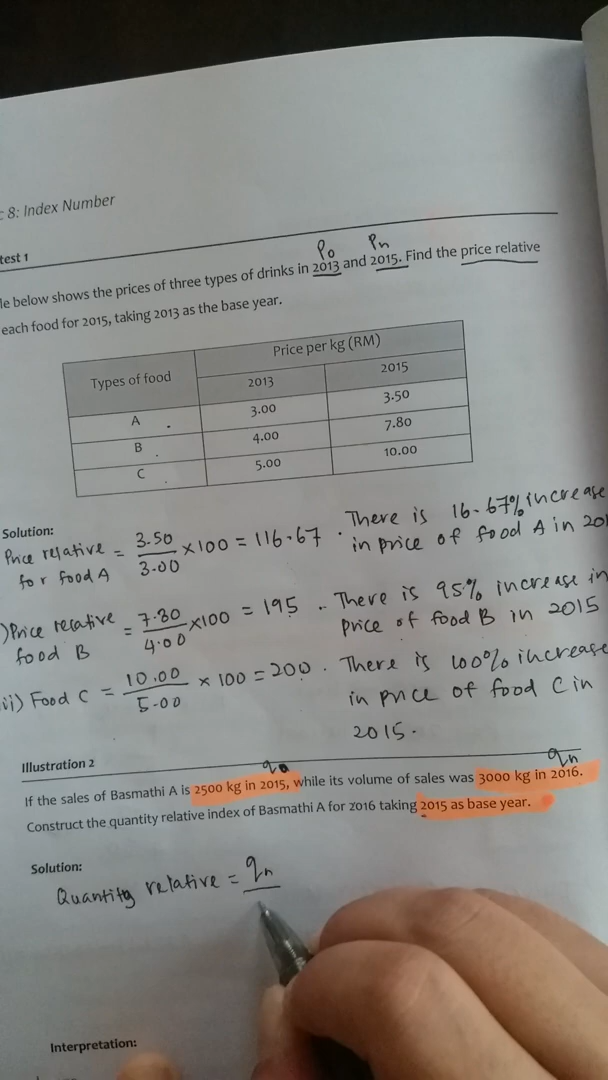 8: Index Number
test 1
Po Pn
le below shows the prices of three types of drinks in 2013 and 2015. Find the price relative
each food for 2015, taking 2013 as the base year.
Types of food Price per kg (RM)
2013 2015
A 3.00 3.50
B 4.00 7.80
C 5.00 10.00
Solution:
Price relative for food A = 3.50/3.00 ×100 = 116.67 . There is 16.67% increase
in price of food A in 201
)Price relative food B = 7.80/4.00 ×100 = 195 .. There is 95% increase in
price of food B in 2015
ii) Food C = 10.00/5.00 × 100 = 200 . There is 100% increase
in price of food C in
2015.
Illustration 2
q0 qn
If the sales of Basmathi A is 2500 kg in 2015, while its volume of sales was 3000 kg in 2016.
Construct the quantity relative index of Basmathi A for 2016 taking 2015 as base year.
Solution:
Quantity relative = qn
Interpretation: